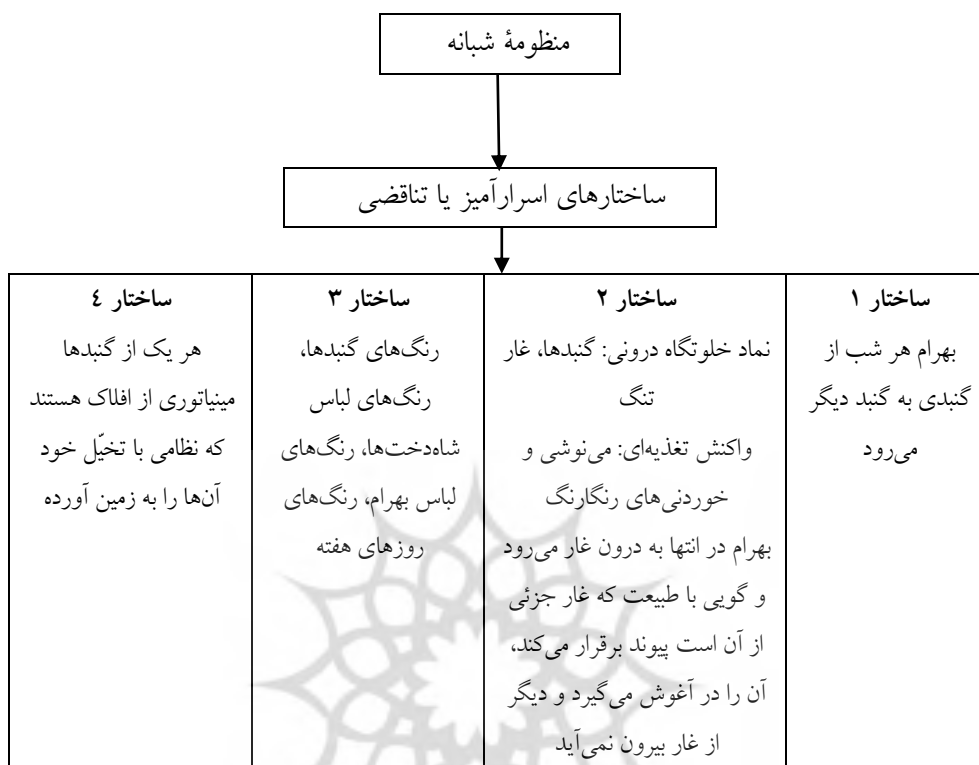 منظومهٔ شبانه
ساختارهای اسرارآمیز یا تناقضی
ساختار ۱
بهرام هر شب از
گنبدی به گنبد دیگر
می‌رود
ساختار ۲
نماد خلوتگاه درونی: گنبدها، غار
تنگ
واکنش تغذیه‌ای: می‌نوشی و
خوردنی‌های رنگارنگ
بهرام در انتها به درون غار می‌رود
و گویی با طبیعت که غار جزئی
از آن است پیوند برقرار می‌کند،
آن را در آغوش می‌گیرد و دیگر
از غار بیرون نمی‌آید
ساختار ۳
رنگ‌های گنبدها،
رنگ‌های لباس
شاه‌دخت‌ها، رنگ‌های
لباس بهرام، رنگ‌های
روزهای هفته
ساختار ٤
هر یک از گنبدها
مینیاتوری از افلاک هستند
که نظامی با تخیّل خود
آن‌ها را به زمین آورده